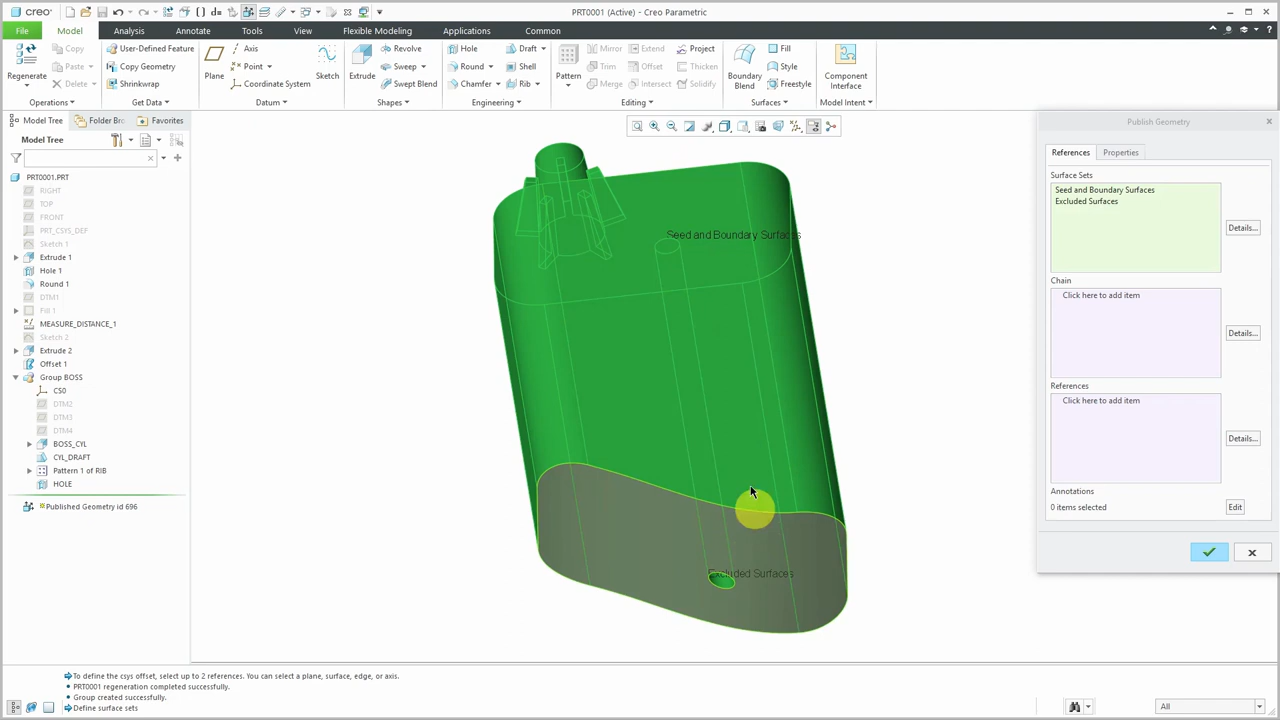 creo
PRT0001 (Active) - Creo Parametric
File Model Analysis Annotate Tools View Flexible Modeling Applications Common
Regenerate
Copy
Paste
Delete
Operations
User-Defined Feature
Copy Geometry
Shrinkwrap
Get Data
Plane
Axis
Point
Coordinate System
Sketch
Datum
Extrude
Revolve
Sweep
Swept Blend
Shapes
Hole
Round
Chamfer
Draft
Shell
Rib
Engineering
Pattern
Mirror
Trim
Merge
Extend
Offset
Intersect
Project
Thicken
Solidify
Editing
Boundary Blend
Fill
Style
Freestyle
Surfaces
Component Interface
Model Intent
Model Tree
Folder Bro
Favorites
Model Tree
PRT0001.PRT
RIGHT
TOP
FRONT
PRT_CSYS_DEF
Sketch 1
Extrude 1
Hole 1
Round 1
DTM1
Fill 1
MEASURE_DISTANCE_1
Sketch 2
Extrude 2
Offset 1
Group BOSS
CS0
DTM2
DTM3
DTM4
BOSS_CYL
CYL_DRAFT
Pattern 1 of RIB
HOLE
Published Geometry id 696
Seed and Boundary Surfaces
Excluded Surfaces
Publish Geometry
References Properties
Surface Sets
Seed and Boundary Surfaces
Excluded Surfaces
Details...
Chain
Click here to add item
Details...
References
Click here to add item
Details...
Annotations
0 items selected
Edit
To define the csys offset, select up to 2 references. You can select a plane, surface, edge, or axis.
PRT0001 regeneration completed successfully.
Group created successfully.
Define surface sets
All